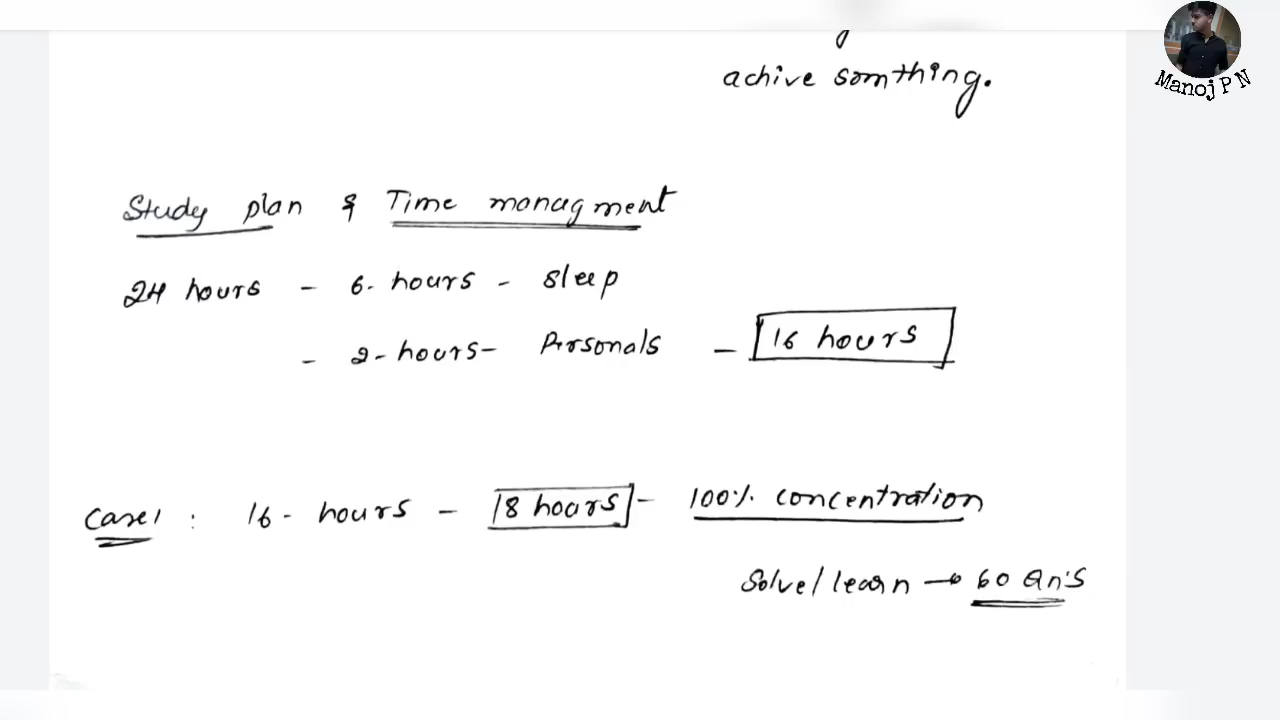 achive somthing.
Manoj P N
Study plan & Time managment
24 hours - 6- hours - sleep
- 2-hours- Personals - 16 hours
Case1 : 16- hours - 18 hours - 100% concentration
Solve/learn → 60 Qn's